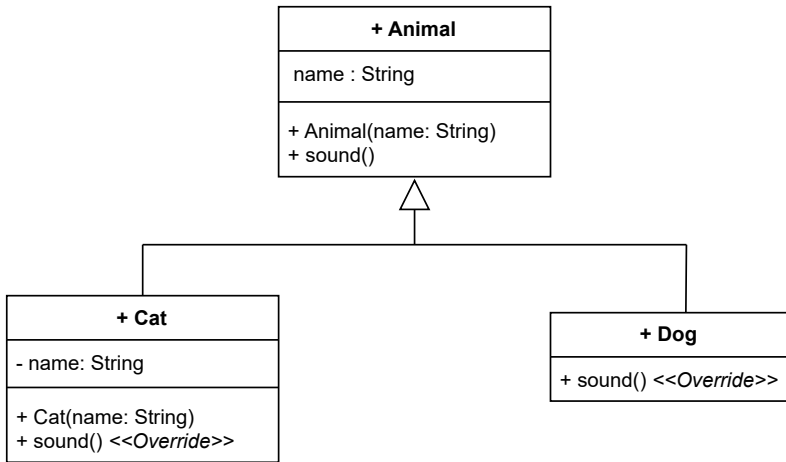 + Animal
name : String
+ Animal(name: String)
+ sound()
+ Cat
- name: String
+ Cat(name: String)
+ sound() <<Override>>
+ Dog
+ sound() <<Override>>